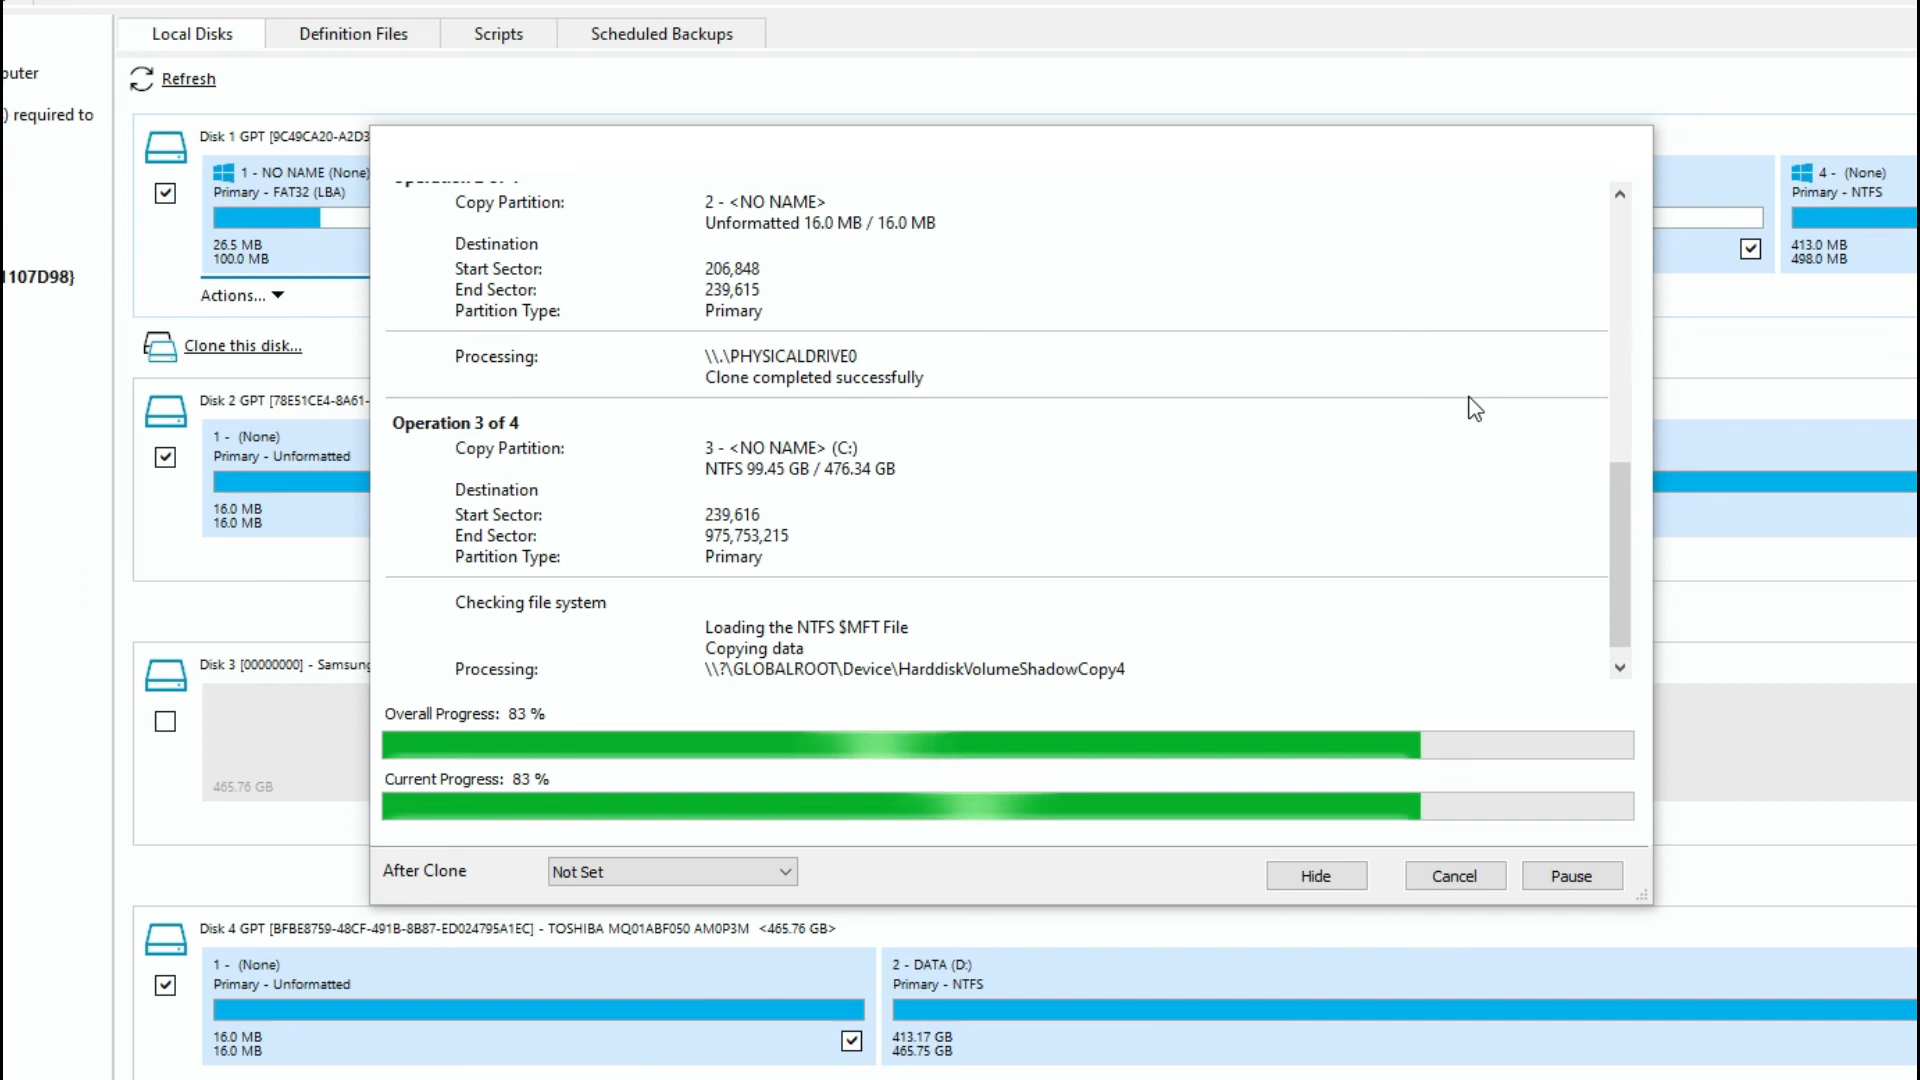 Local Disks
Definition Files
Scripts
Scheduled Backups
outer
) required to
1107D98}
Refresh
Disk 1 GPT [9C49CA20-A2D3
1 - NO NAME (None)
Primary - FAT32 (LBA)
26.5 MB
100.0 MB
4 - (None)
Primary - NTFS
413.0 MB
498.0 MB
Actions...
Clone this disk...
Disk 2 GPT [78E51CE4-8A61-
1 - (None)
Primary - Unformatted
16.0 MB
16.0 MB
Disk 3 [00000000] - Samsung
465.76 GB
Copy Partition: 2 - <NO NAME>
Unformatted 16.0 MB / 16.0 MB
Destination
Start Sector: 206,848
End Sector: 239,615
Partition Type: Primary
Processing: \\.\PHYSICALDRIVE0
Clone completed successfully
Operation 3 of 4
Copy Partition: 3 - <NO NAME> (C:)
NTFS 99.45 GB / 476.34 GB
Destination
Start Sector: 239,616
End Sector: 975,753,215
Partition Type: Primary
Checking file system
Loading the NTFS $MFT File
Copying data
Processing: \\?\GLOBALROOT\Device\HarddiskVolumeShadowCopy4
Overall Progress: 83 %
Current Progress: 83 %
After Clone
Not Set
Hide
Cancel
Pause
Disk 4 GPT [BFBE8759-48CF-491B-8B87-ED024795A1EC] - TOSHIBA MQ01ABF050 AM0P3M <465.76 GB>
1 - (None)
Primary - Unformatted
16.0 MB
16.0 MB
2 - DATA (D:)
Primary - NTFS
413.17 GB
465.75 GB